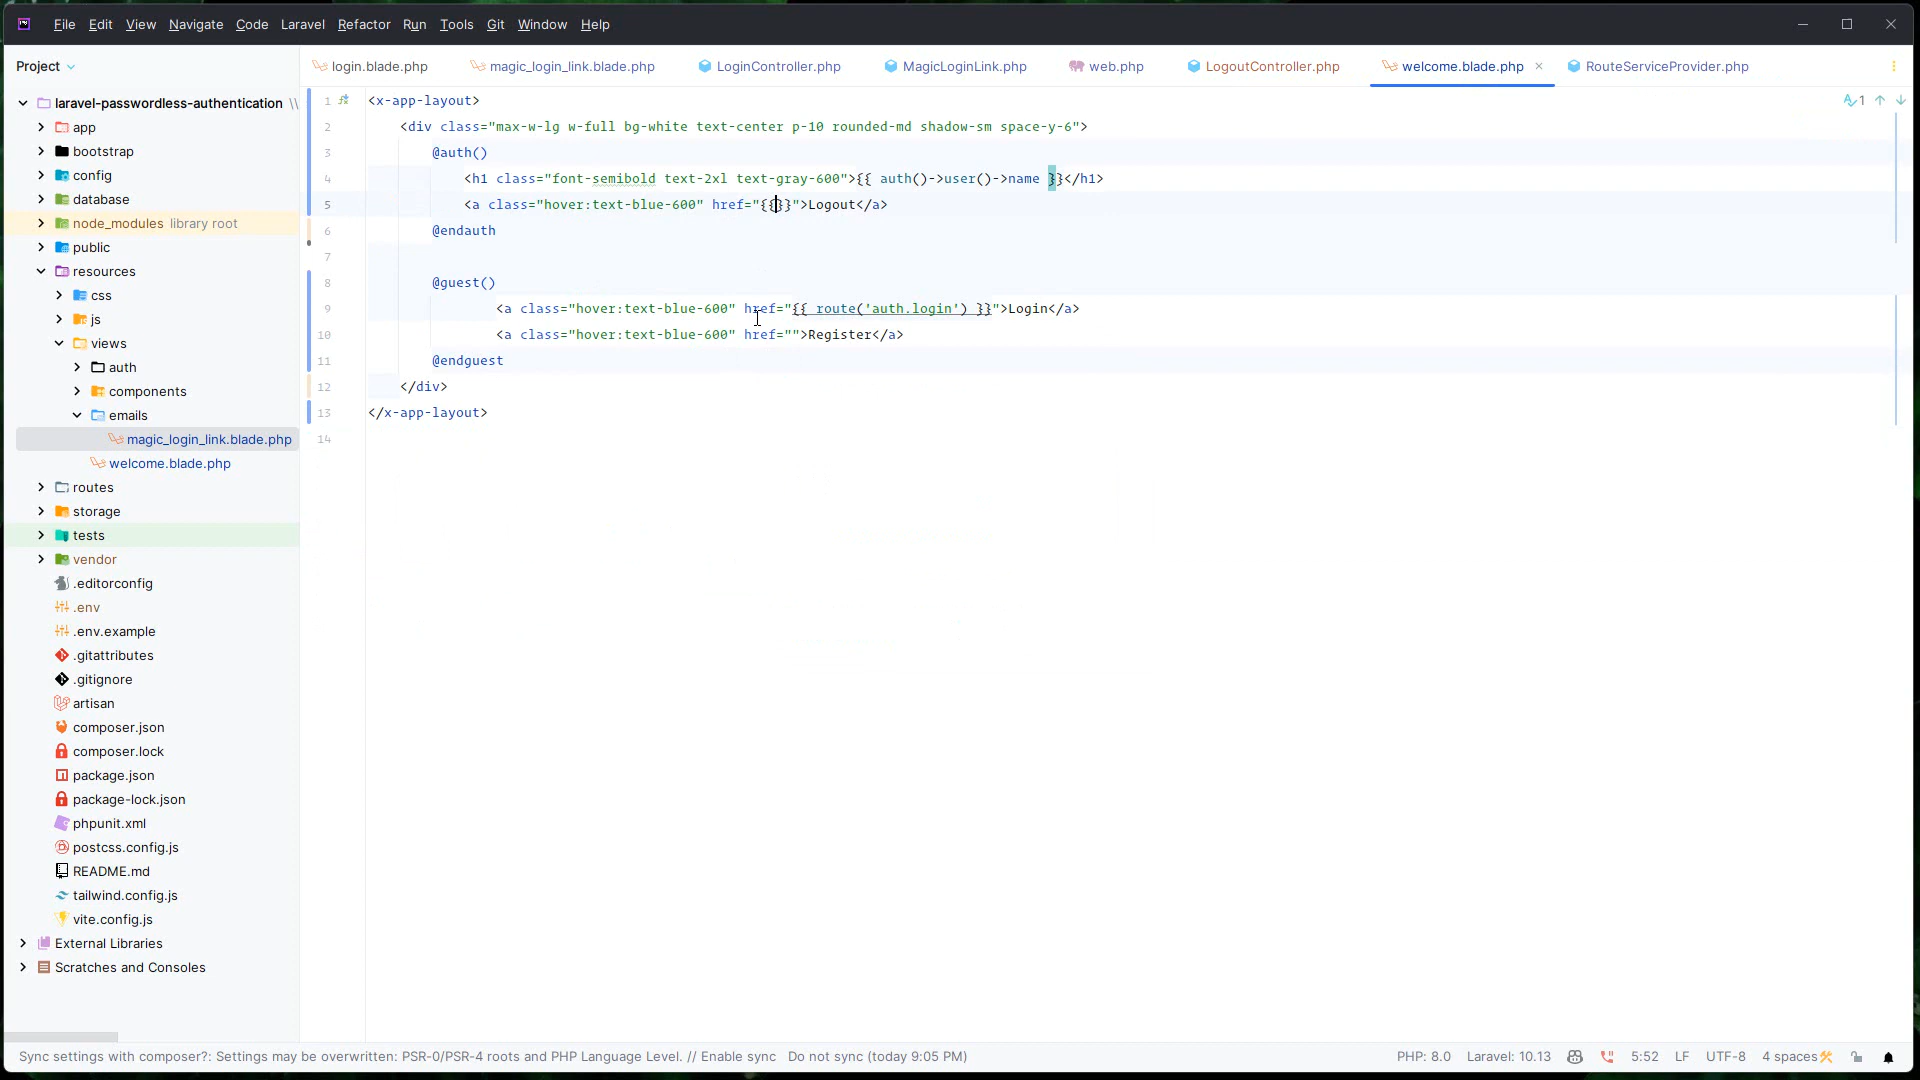 File Edit View Navigate Code Laravel Refactor Run Tools Git Window Help
Project
login.blade.php magic_login_link.blade.php LoginController.php MagicLoginLink.php web.php LogoutController.php welcome.blade.php RouteServiceProvider.php
laravel-passwordless-authentication \\
app
bootstrap
config
database
node_modules library root
public
resources
css
js
views
auth
components
emails
magic_login_link.blade.php
welcome.blade.php
routes
storage
tests
vendor
.editorconfig
.env
.env.example
.gitattributes
.gitignore
artisan
composer.json
composer.lock
package.json
package-lock.json
phpunit.xml
postcss.config.js
README.md
tailwind.config.js
vite.config.js
External Libraries
Scratches and Consoles
1 <x-app-layout>
2 <div class="max-w-lg w-full bg-white text-center p-10 rounded-md shadow-sm space-y-6">
3 @auth()
4 <h1 class="font-semibold text-2xl text-gray-600">{{ auth()->user()->name }}</h1>
5 <a class="hover:text-blue-600" href="{{}}">Logout</a>
6 @endauth
7
8 @guest()
9 <a class="hover:text-blue-600" href="{{ route('auth.login') }}">Login</a>
10 <a class="hover:text-blue-600" href="">Register</a>
11 @endguest
12 </div>
13 </x-app-layout>
14
1
Sync settings with composer?: Settings may be overwritten: PSR-0/PSR-4 roots and PHP Language Level. // Enable sync Do not sync (today 9:05 PM)
PHP: 8.0 Laravel: 10.13 5:52 LF UTF-8 4 spaces